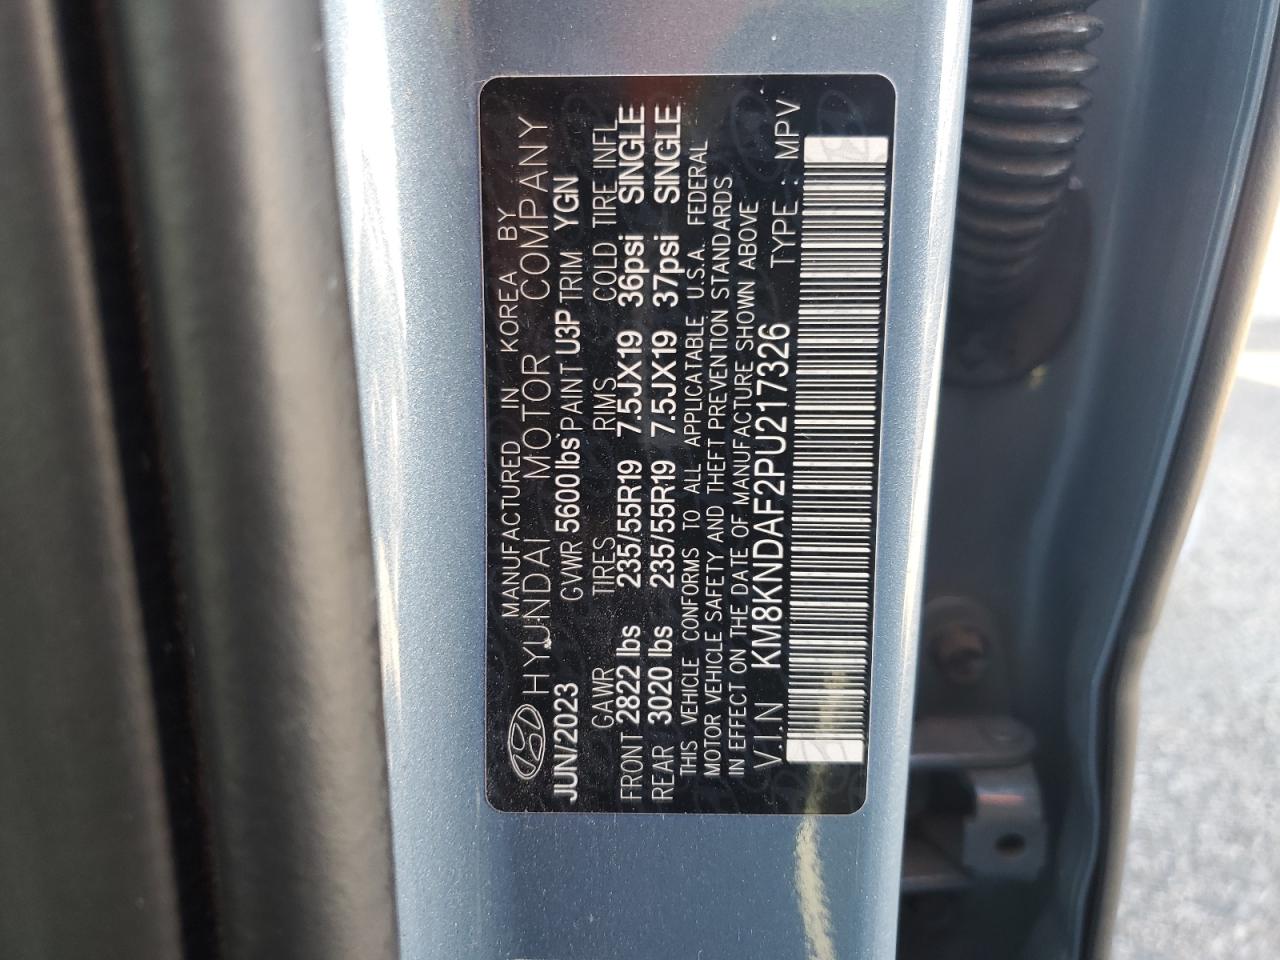 MANUFACTURED IN KOREA BY
HYUNDAI MOTOR COMPANY
JUN/2023 GVWR 5600lbs PAINT U3P TRIM YGN
GAWR TIRES RIMS COLD TIRE INFL
FRONT 2822 lbs 235/55R19 7.5JX19 36psi SINGLE
REAR 3020 lbs 235/55R19 7.5JX19 37psi SINGLE
THIS VEHICLE CONFORMS TO ALL APPLICATABLE U.S.A. FEDERAL
MOTOR VEHICLE SAFETY AND THEFT PREVENTION STANDARDS
IN EFFECT ON THE DATE OF MANUFACTURE SHOWN ABOVE
V.I.N KM8KNDAF2PU217326 TYPE : MPV